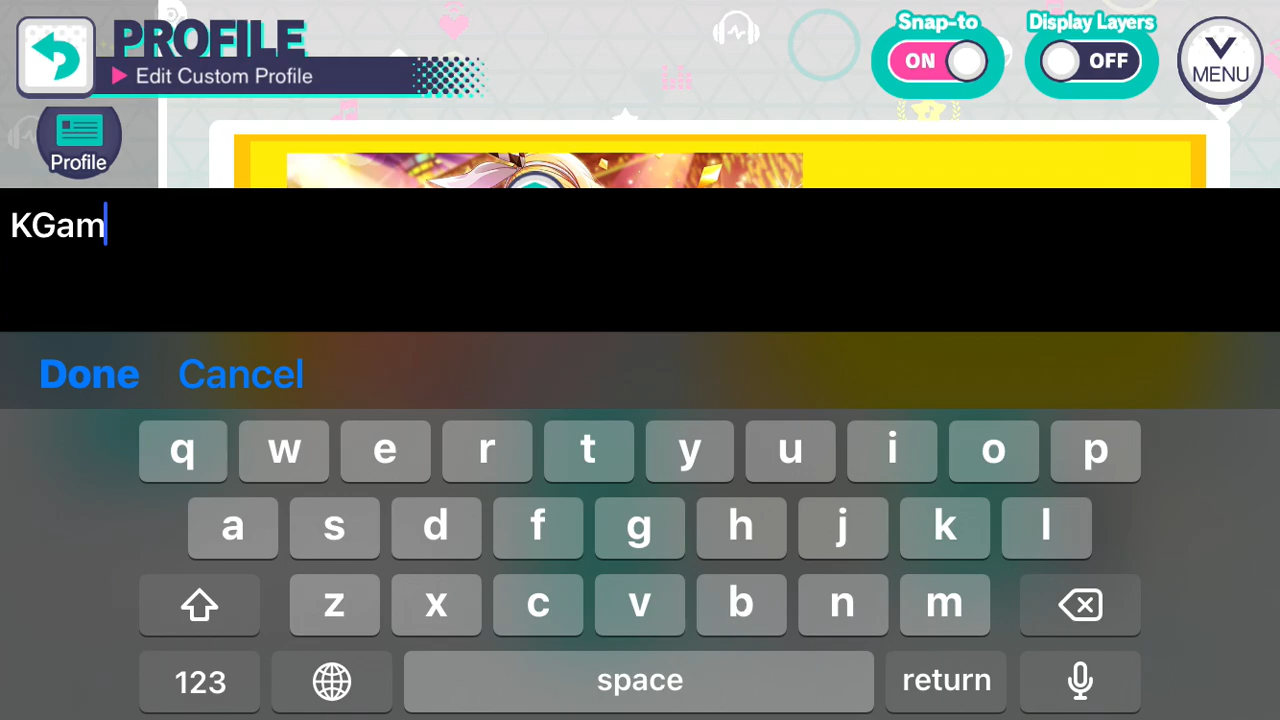 PROFILE
Edit Custom Profile
Snap-to
ON
Display Layers
OFF
MENU
Profile
KGam
Done Cancel
q w e r t y u i o p
a s d f g h j k l
z x c v b n m
123 space return